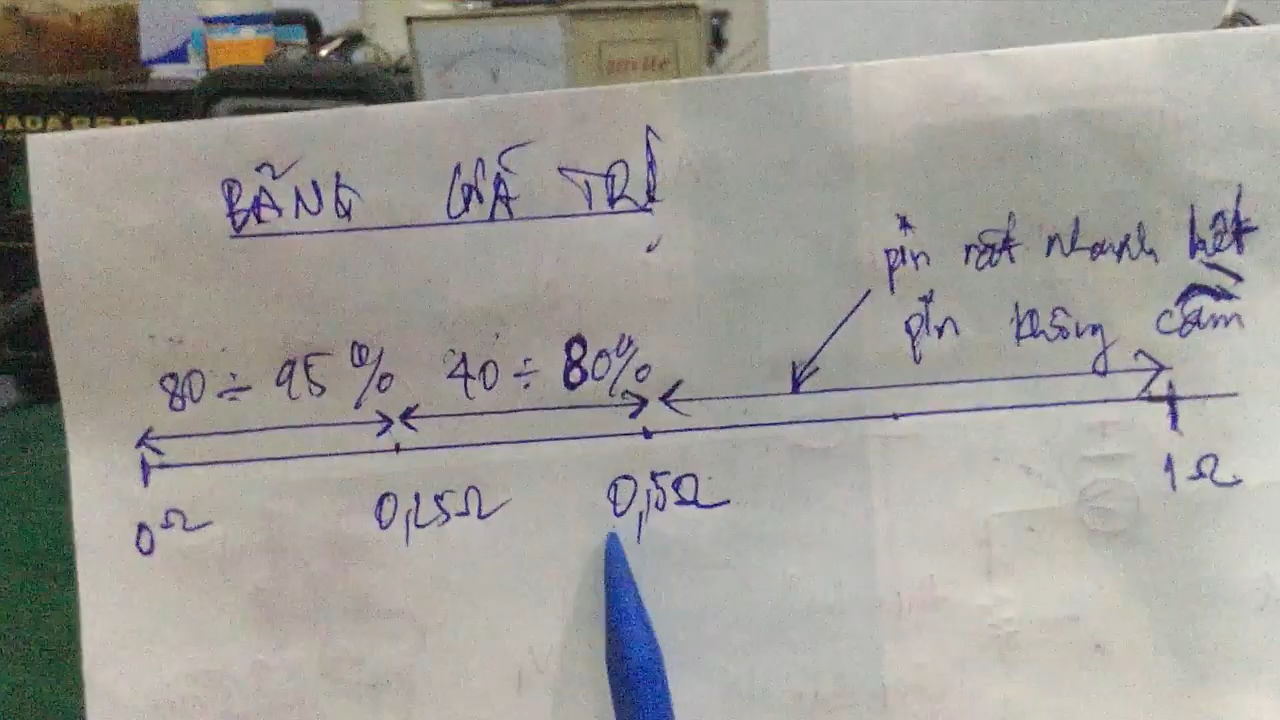 BẢNG GIÁ TRỊ
pin rất nhanh hết
pin không cầm
80 ÷ 95% 40 ÷ 80%
0Ω 0,25Ω 0,5Ω 1Ω